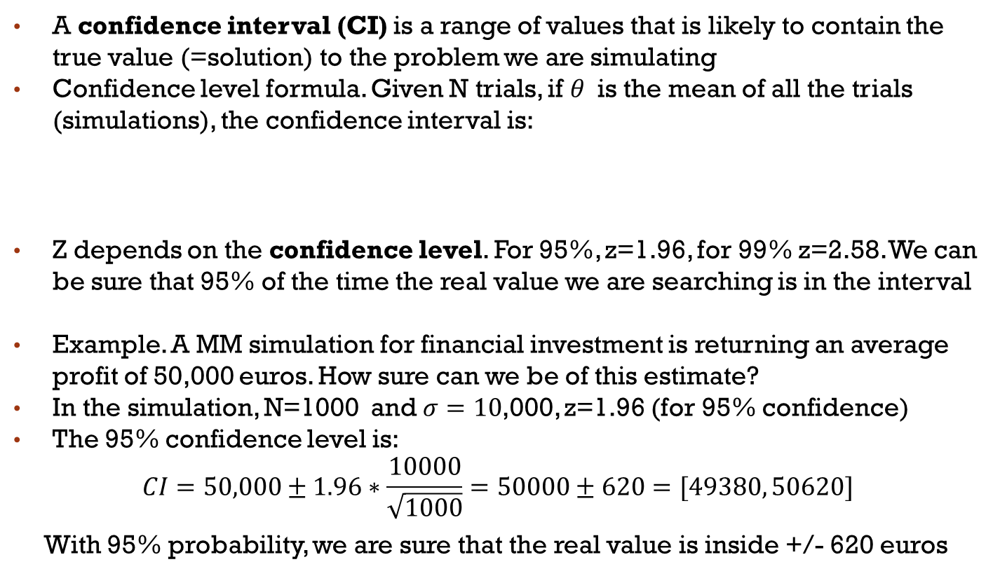 • A confidence interval (CI) is a range of values that is likely to contain the
true value (=solution) to the problem we are simulating
• Confidence level formula. Given N trials, if θ is the mean of all the trials
(simulations), the confidence interval is:
• Z depends on the confidence level. For 95%, z=1.96, for 99% z=2.58. We can
be sure that 95% of the time the real value we are searching is in the interval
• Example. A MM simulation for financial investment is returning an average
profit of 50,000 euros. How sure can we be of this estimate?
• In the simulation, N=1000 and σ = 10,000, z=1.96 (for 95% confidence)
• The 95% confidence level is:
CI = 50,000 ± 1.96 * 10000/√1000 = 50000 ± 620 = [49380, 50620]
With 95% probability, we are sure that the real value is inside +/- 620 euros